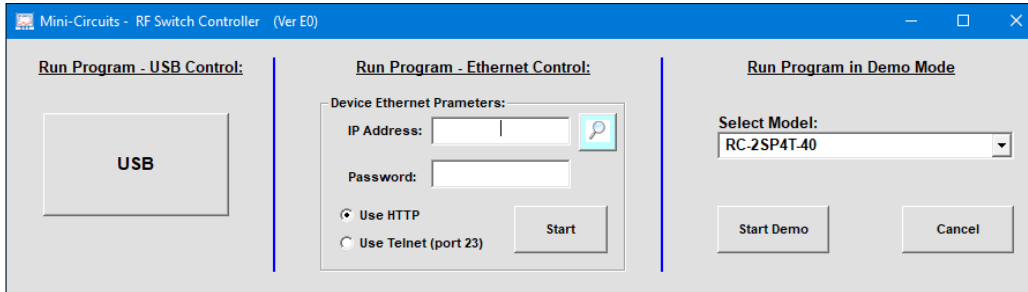 Mini-Circuits - RF Switch Controller (Ver E0)
Run Program - USB Control:
USB
Run Program - Ethernet Control:
Device Ethernet Prameters:
IP Address:
Password:
Use HTTP
Use Telnet (port 23)
Start
Run Program in Demo Mode
Select Model:
RC-2SP4T-40
Start Demo
Cancel